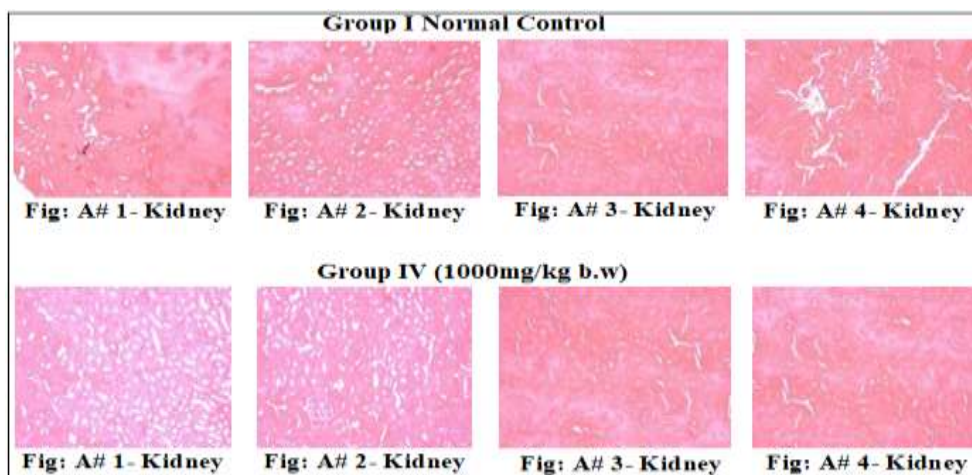 Group I Normal Control
Fig: A# 1- Kidney
Fig: A# 2- Kidney
Fig: A# 3- Kidney
Fig: A# 4- Kidney
Group IV (1000mg/kg b.w)
Fig: A# 1- Kidney
Fig: A# 2- Kidney
Fig: A# 3- Kidney
Fig: A# 4- Kidney